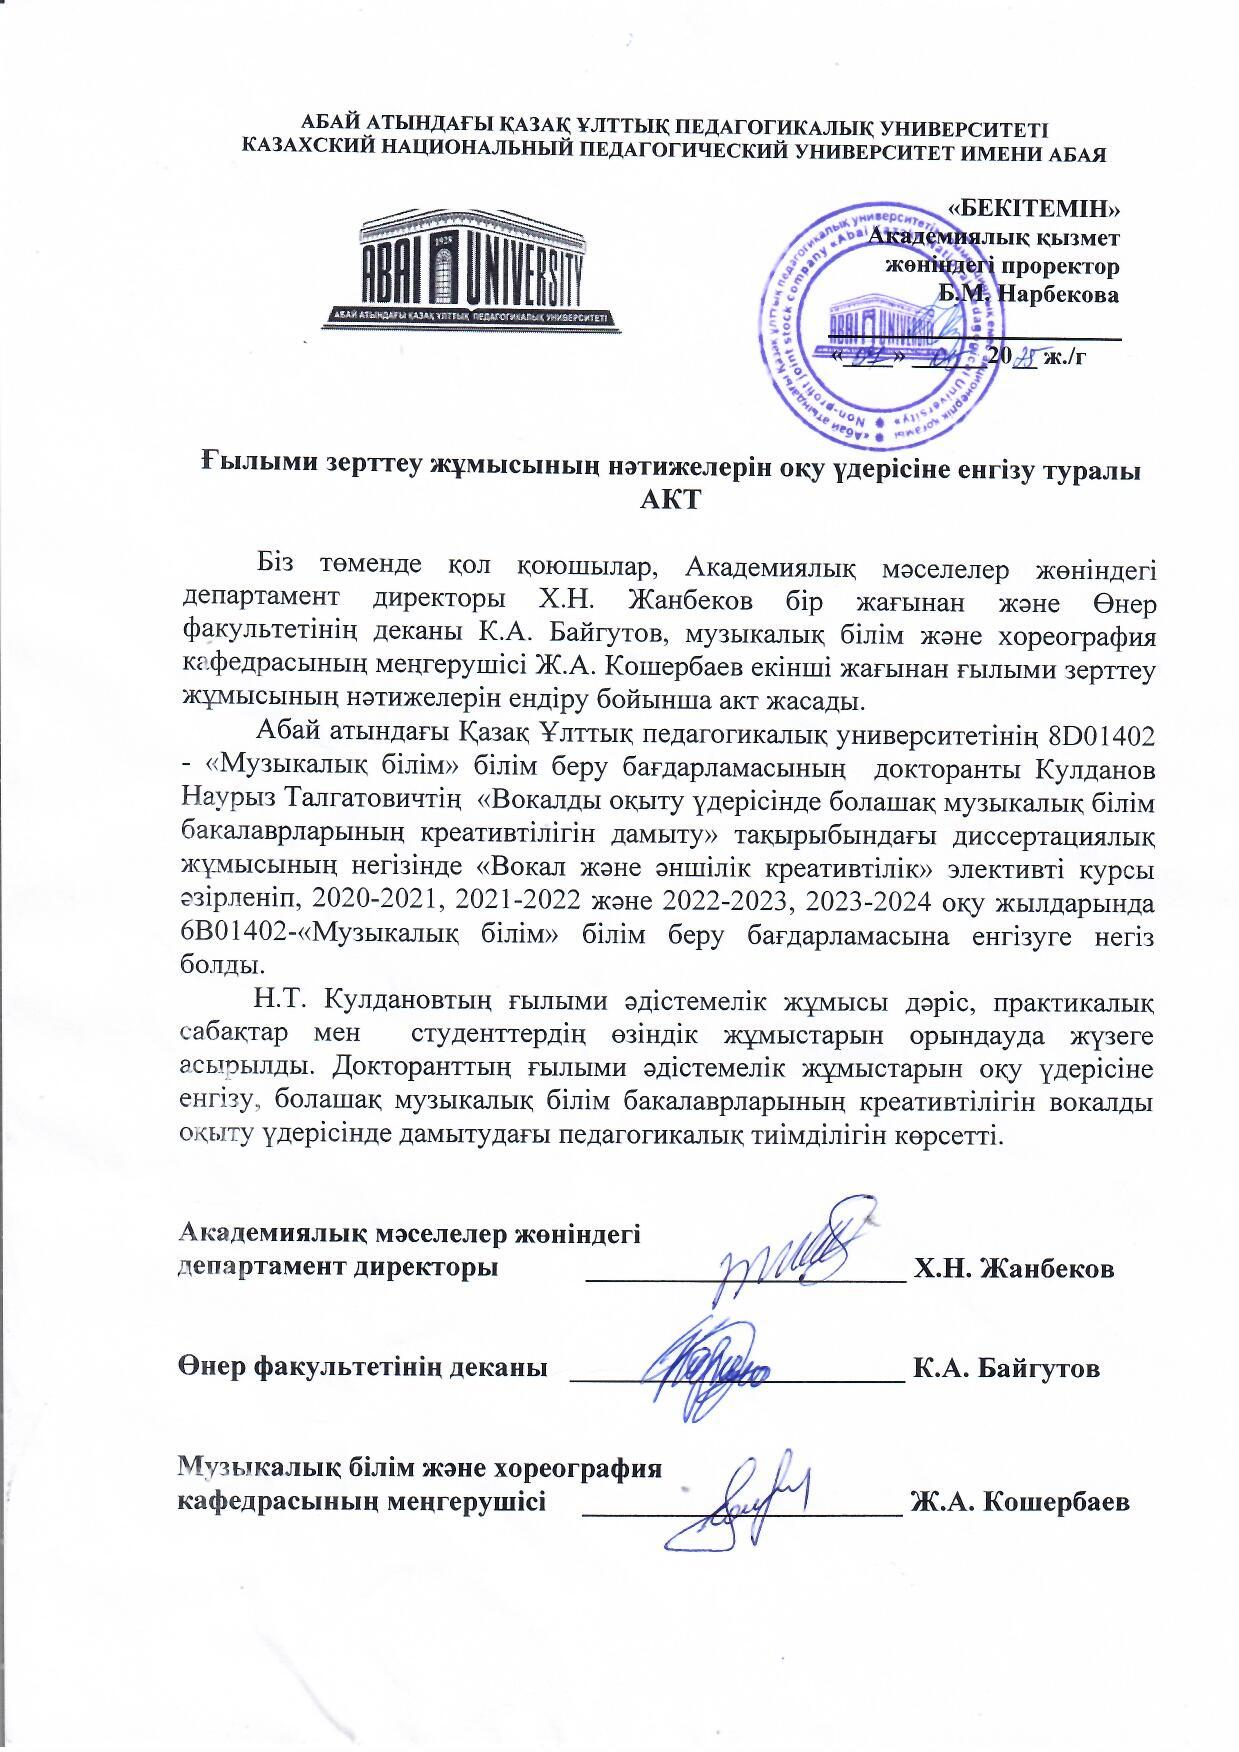 АБАЙ АТЫНДАҒЫ ҚАЗАҚ ҰЛТТЫҚ ПЕДАГОГИКАЛЫҚ УНИВЕРСИТЕТІ
КАЗАХСКИЙ НАЦИОНАЛЬНЫЙ ПЕДАГОГИЧЕСКИЙ УНИВЕРСИТЕТ ИМЕНИ АБАЯ
ABAI 1928 UNIVERSITY
АБАЙ АТЫНДАҒЫ ҚАЗАҚ ҰЛТТЫҚ ПЕДАГОГИКАЛЫҚ УНИВЕРСИТЕТІ
«БЕКІТЕМІН»
Академиялық қызмет
жөніндегі проректор
Б.М. Нарбекова
«__» ____ 2025 ж./г
Ғылыми зерттеу жұмысының нәтижелерін оқу үдерісіне енгізу туралы
АКТ
Біз төменде қол қоюшылар, Академиялық мәселелер жөніндегі
департамент директоры Х.Н. Жанбеков бір жағынан және Өнер
факультетінің деканы К.А. Байгутов, музыкалық білім және хореография
кафедрасының меңгерушісі Ж.А. Кошербаев екінші жағынан ғылыми зерттеу
жұмысының нәтижелерін ендіру бойынша акт жасады.
Абай атындағы Қазақ Ұлттық педагогикалық университетінің 8D01402
- «Музыкалық білім» білім беру бағдарламасының докторанты Кулданов
Наурыз Талгатовичтің «Вокалды оқыту үдерісінде болашақ музыкалық білім
бакалаврларының креативтілігін дамыту» тақырыбындағы диссертациялық
жұмысының негізінде «Вокал және әншілік креативтілік» элективті курсы
әзірленіп, 2020-2021, 2021-2022 және 2022-2023, 2023-2024 оқу жылдарында
6В01402-«Музыкалық білім» білім беру бағдарламасына енгізуге негіз
болды.
Н.Т. Кулдановтың ғылыми әдістемелік жұмысы дәріс, практикалық
сабақтар мен студенттердің өзіндік жұмыстарын орындауда жүзеге
асырылды. Докторанттың ғылыми әдістемелік жұмыстарын оқу үдерісіне
енгізу, болашақ музыкалық білім бакалаврларының креативтілігін вокалды
оқыту үдерісінде дамытудағы педагогикалық тиімділігін көрсетті.
Академиялық мәселелер жөніндегі
департамент директоры Х.Н. Жанбеков
Өнер факультетінің деканы К.А. Байгутов
Музыкалық білім және хореография
кафедрасының меңгерушісі Ж.А. Кошербаев